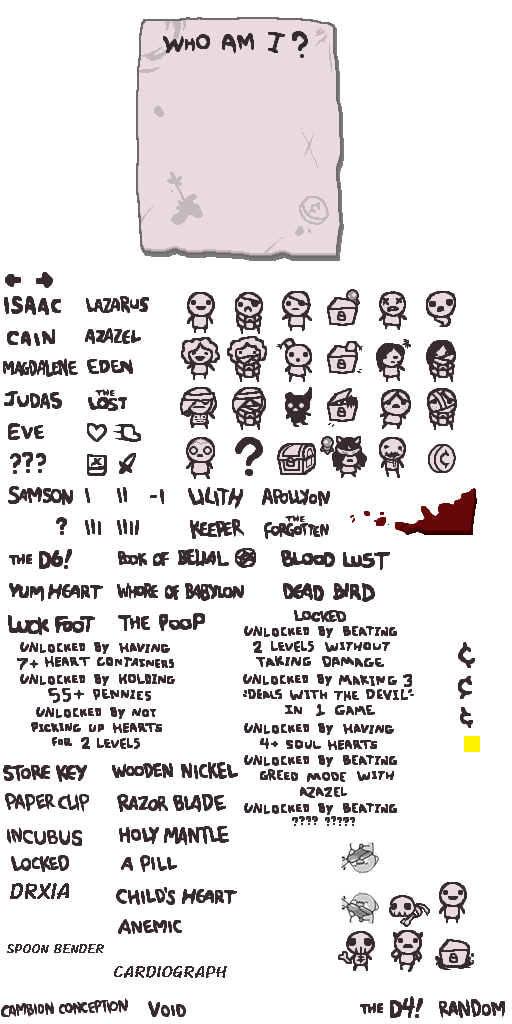 WHO AM I?
ISAAC LAZARUS
CAIN AZAZEL
MAGDALENE EDEN
JUDAS THE LOST
EVE
???
?
SAMSON I II -I LILITH APOLLYON
? III IIII KEEPER THE FORGOTTEN
THE D6! BOOK OF BELIAL BLOOD LUST
YUM HEART WHORE OF BABYLON DEAD BIRD
LUCK FOOT THE POOP
LOCKED
UNLOCKED BY HAVING
7+ HEART CONTAINERS
UNLOCKED BY HOLDING
55+ PENNIES
UNLOCKED BY NOT
PICKING UP HEARTS
FOR 2 LEVELS
UNLOCKED BY BEATING
2 LEVELS WITHOUT
TAKING DAMAGE
UNLOCKED BY MAKING 3
"DEALS WITH THE DEVIL"
IN 1 GAME
UNLOCKED BY HAVING
4+ SOUL HEARTS
UNLOCKED BY BEATING
GREED MODE WITH
AZAZEL
UNLOCKED BY BEATING
???? ?????
¢
¢
¢
STORE KEY WOODEN NICKEL
PAPER CLIP RAZOR BLADE
INCUBUS HOLY MANTLE
LOCKED A PILL
DRXIA CHILD'S HEART
ANEMIC
SPOON BENDER
CARDIOGRAPH
CAMBION CONCEPTION VOID THE D4! RANDOM